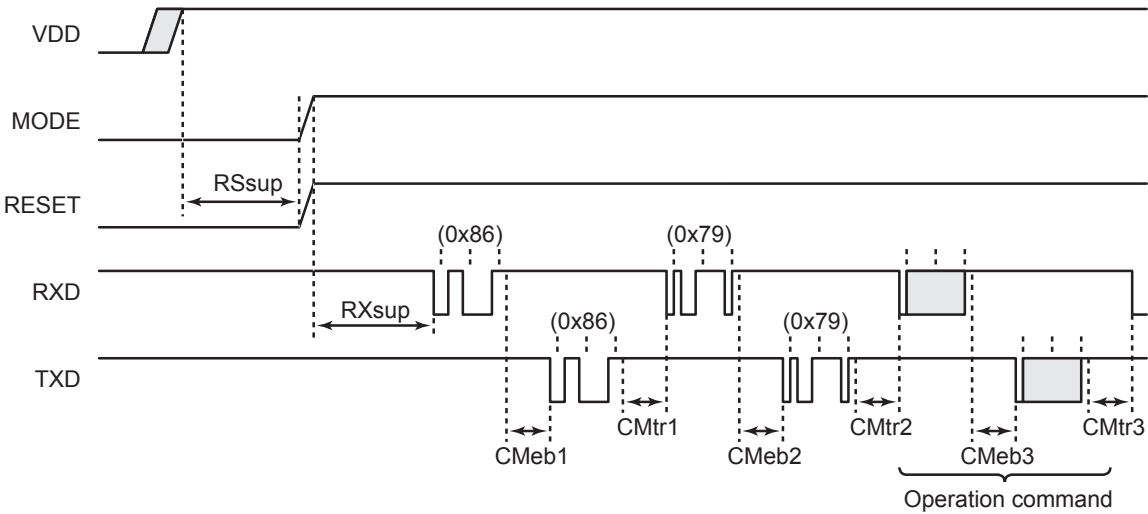 VDD
MODE
RSsup
RESET
(0x86)
(0x79)
RXD
RXsup
(0x86)
(0x79)
TXD
CMtr1
CMtr2
CMtr3
CMeb1
CMeb2
CMeb3
Operation command